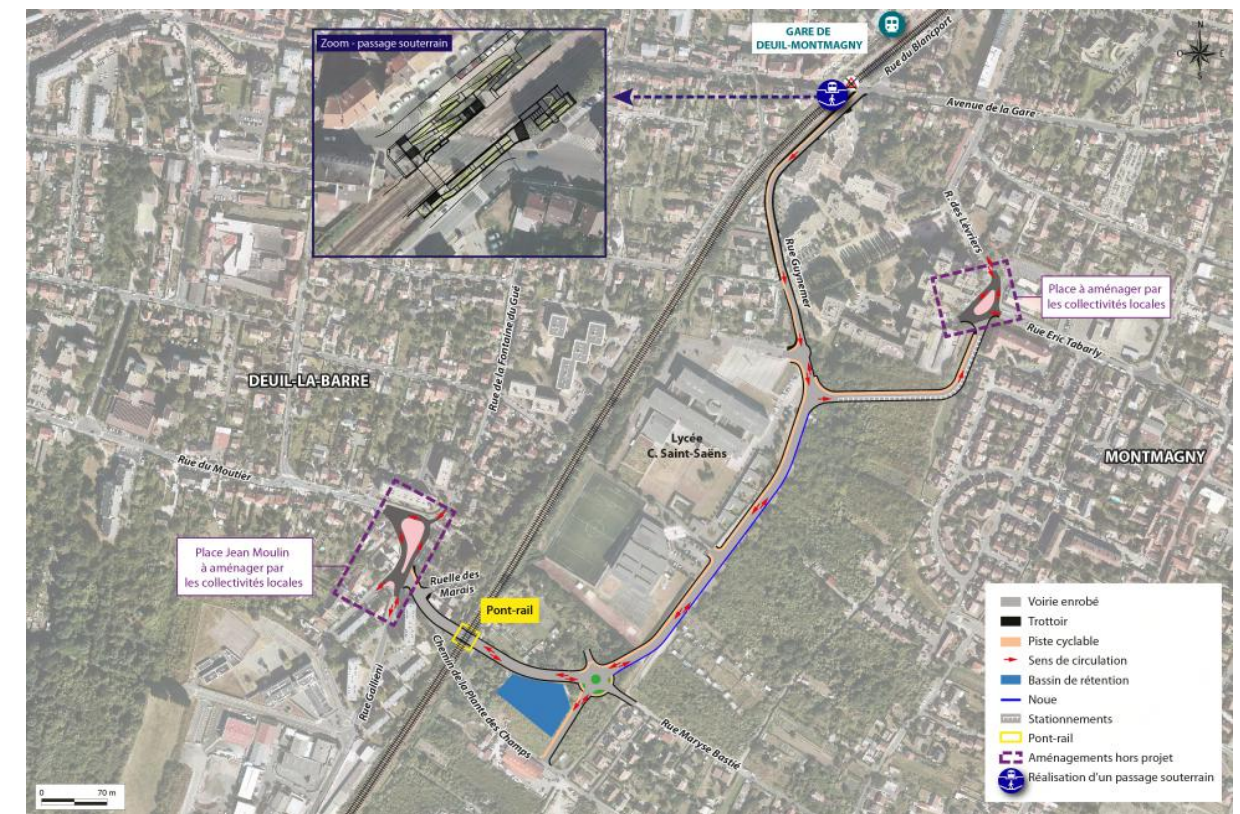 Zoom - passage souterrain
GARE DE
DEUIL-MONTMAGNY
Rue du Blancport
N
O
E
S
Avenue de la Gare
R. des Lévriers
Rue Guynemer
Place à aménager par
les collectivités locales
Rue Eric Tabarly
Rue de la Fontaine du Gué
DEUIL-LA-BARRE
Lycée
C. Saint-Saëns
MONTMAGNY
Rue du Moutier
Place Jean Moulin
à aménager par
les collectivités locales
Ruelle des
Marais
Pont-rail
Chemin de la Plante des Champs
Rue Gallieni
Rue Maryse Bastié
Voirie enrobé
Trottoir
Piste cyclable
Sens de circulation
Bassin de rétention
Noue
Stationnements
Pont-rail
Aménagements hors projet
Réalisation d'un passage souterrain
0 70 m